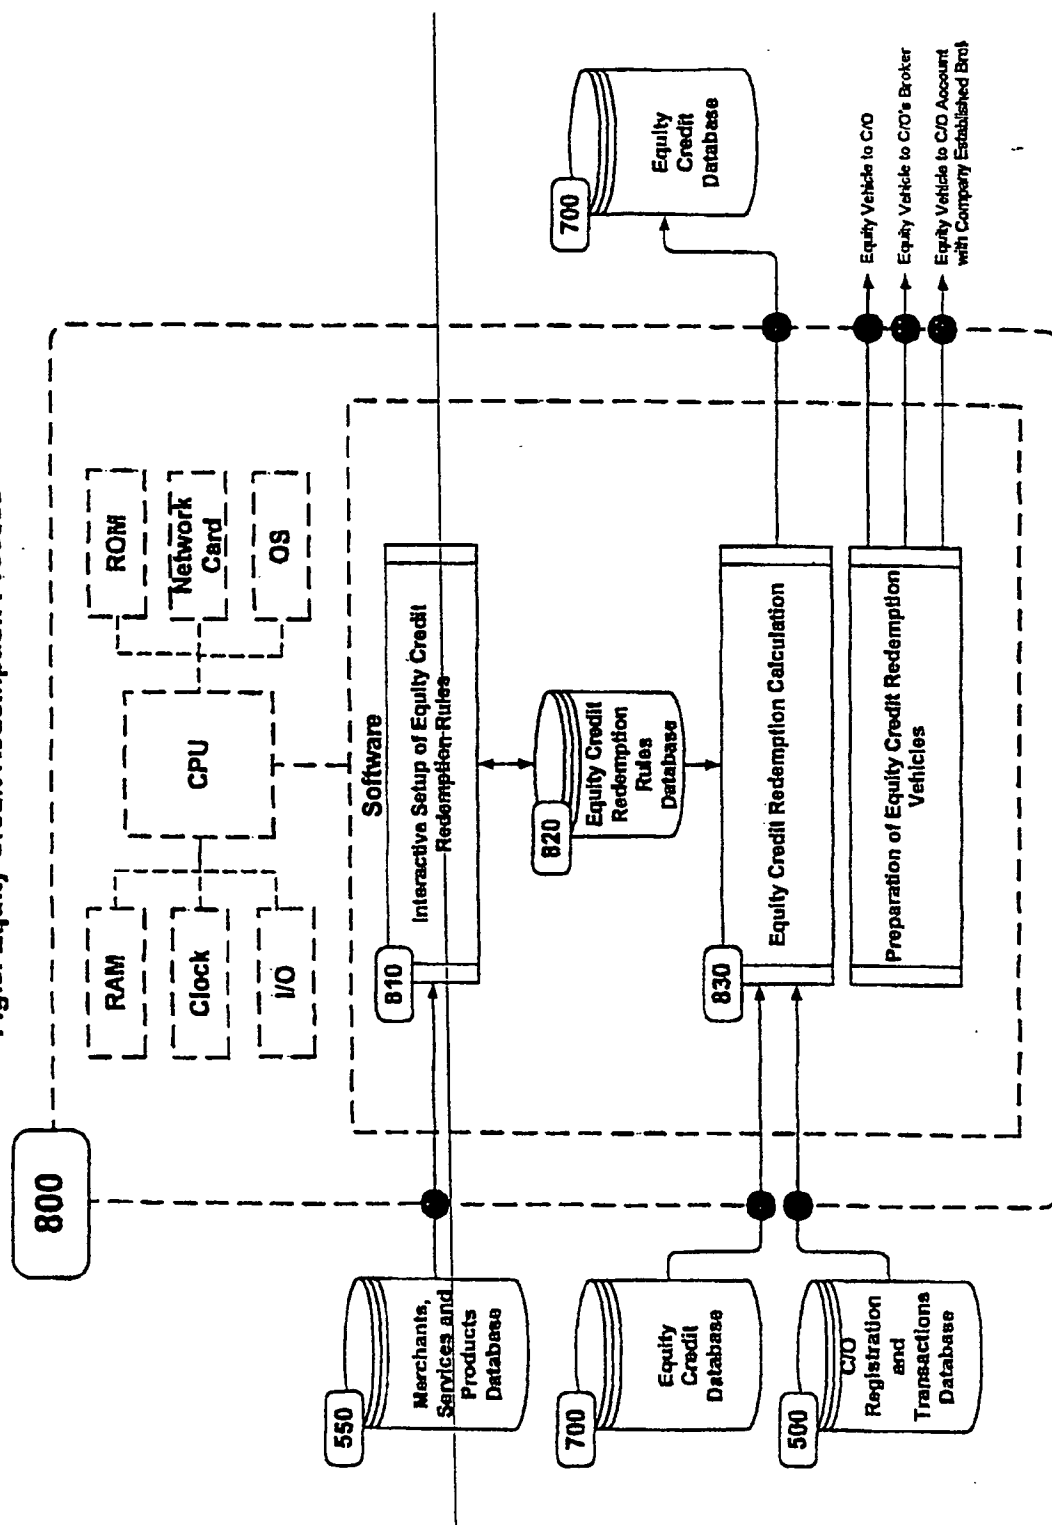 800
RAM
Clock
I/O
CPU
ROM
Network
Card
OS
Software
550
Merchants,
Services and
Products
Database
810
Interactive Setup of Equity Credit
Redemption Rules
820
Equity Credit
Redemption
Rules
Database
700
Equity
Credit
Database
500
C/O
Registration
and
Transactions
Database
830
Equity Credit Redemption Calculation
Preparation of Equity Credit Redemption
Vehicles
700
Equity
Credit
Database
Equity Vehicle to C/O
Equity Vehicle to C/O's Broker
Equity Vehicle to C/O Account
with Company Established